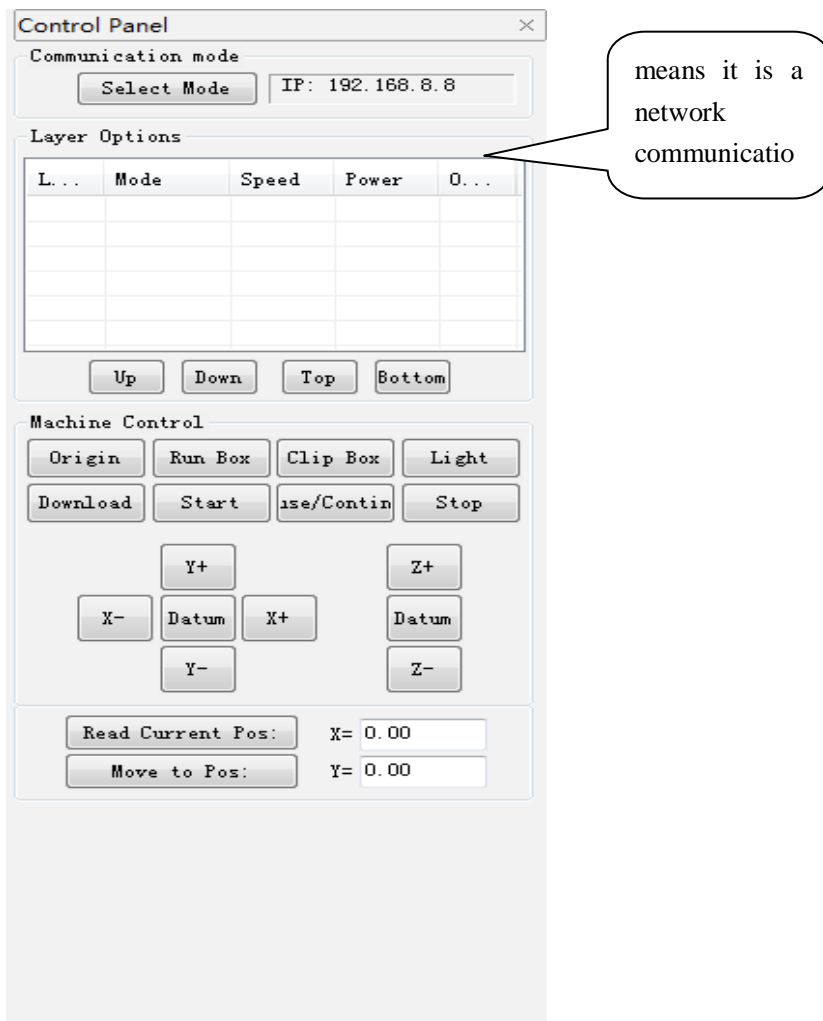 Control Panel
Communication mode
Select Mode IP: 192.168.8.8
means it is a
network
communicatio
Layer Options
L... Mode Speed Power O...
Up Down Top Bottom
Machine Control
Origin Run Box Clip Box Light
Download Start use/Contin Stop
Y+ Z+
X- Datum X+ Datum
Y- Z-
Read Current Pos: X= 0.00
Move to Pos: Y= 0.00